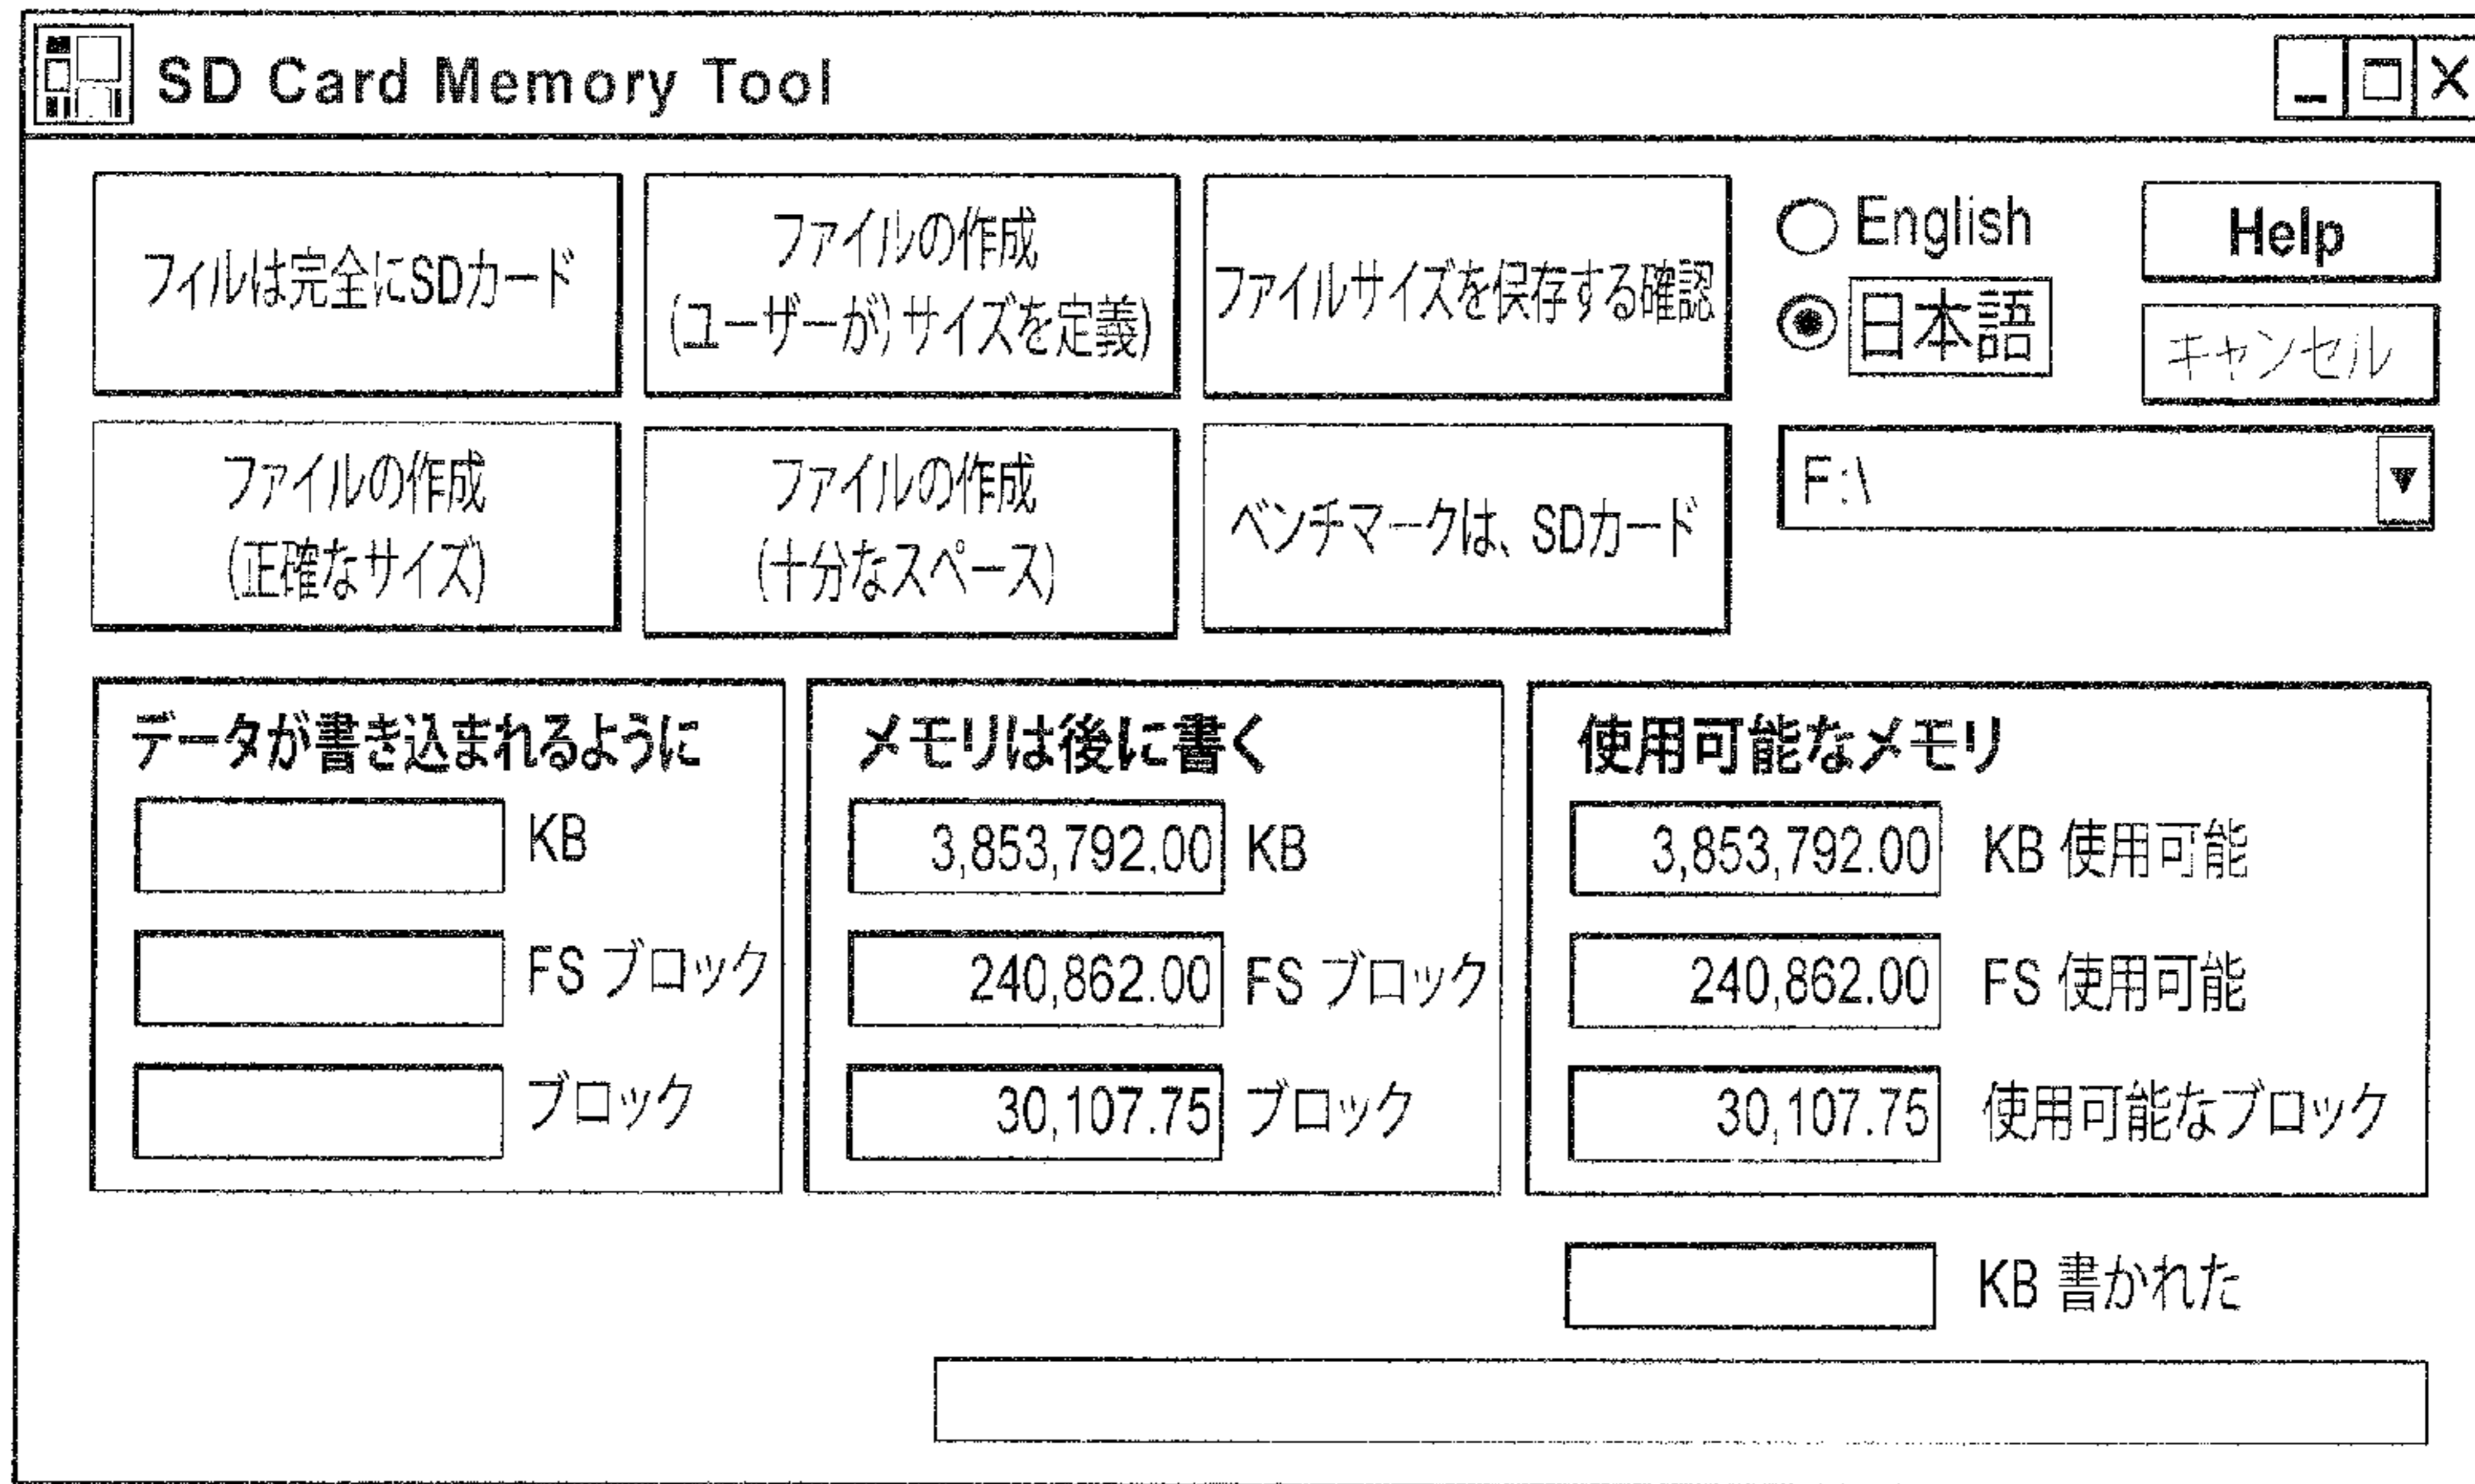 SD Card Memory Tool
フィルは完全にSDカード
ファイルの作成
(ユーザーが) サイズを定義)
ファイルサイズを保存する確認
English
日本語
Help
キャンセル
ファイルの作成
(正確なサイズ)
ファイルの作成
(十分なスペース)
ベンチマークは、SDカード
F:\
データが書き込まれるように
KB
FS ブロック
ブロック
メモリは後に書く
3,853,792.00 KB
240,862.00 FS ブロック
30,107.75 ブロック
使用可能なメモリ
3,853,792.00 KB 使用可能
240,862.00 FS 使用可能
30,107.75 使用可能なブロック
KB 書かれた